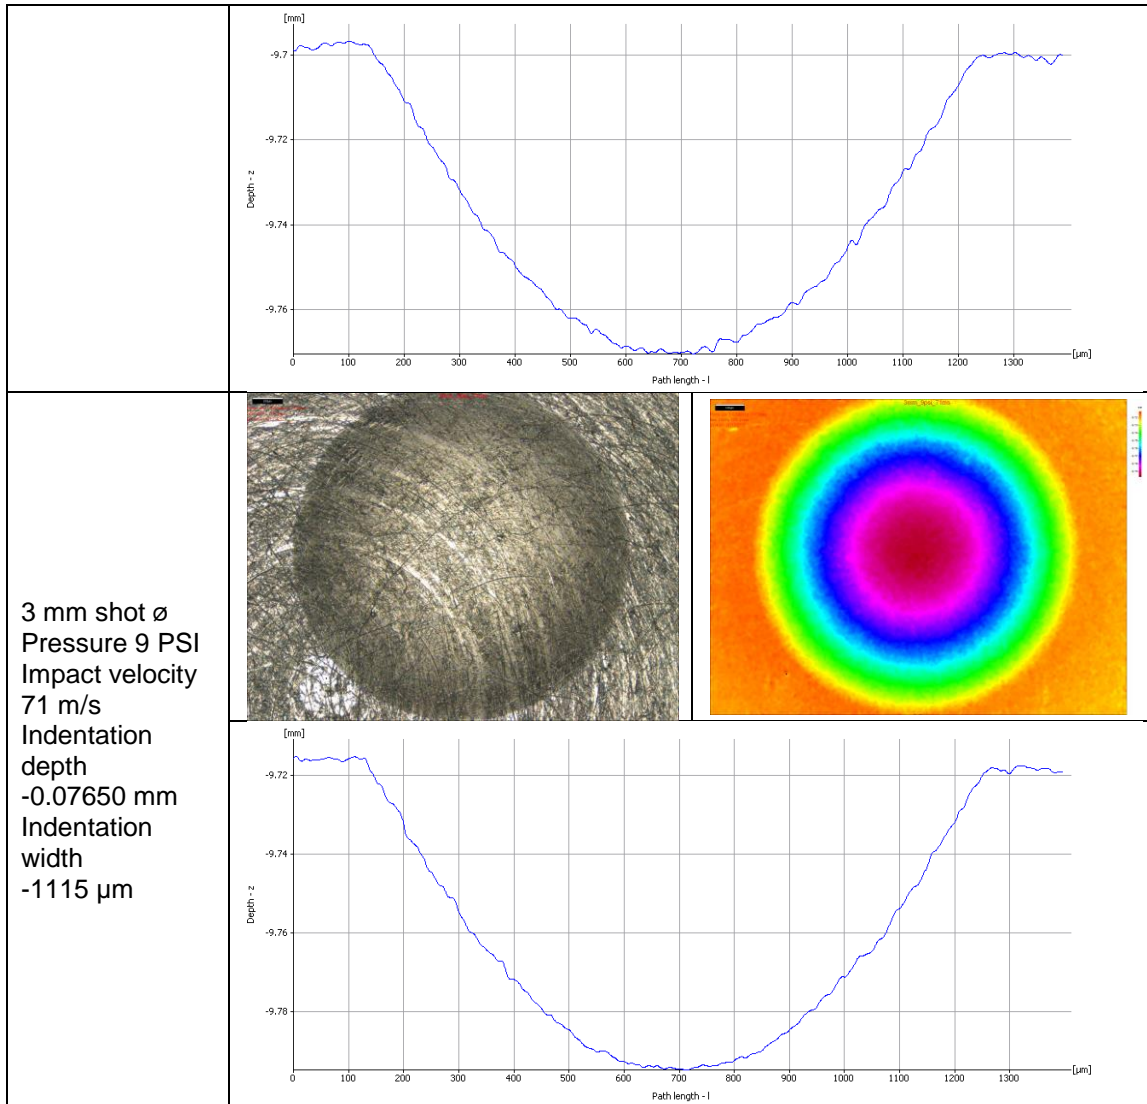 [mm]
-9.7
-9.72
-9.74
-9.76
Depth - z
0 100 200 300 400 500 600 700 800 900 1000 1100 1200 1300 [µm]
Path length - l
3 mm shot ø
Pressure 9 PSI
Impact velocity
71 m/s
Indentation
depth
-0.07650 mm
Indentation
width
-1115 µm
[mm]
-9.72
-9.74
-9.76
-9.78
Depth - z
0 100 200 300 400 500 600 700 800 900 1000 1100 1200 1300 [µm]
Path length - l